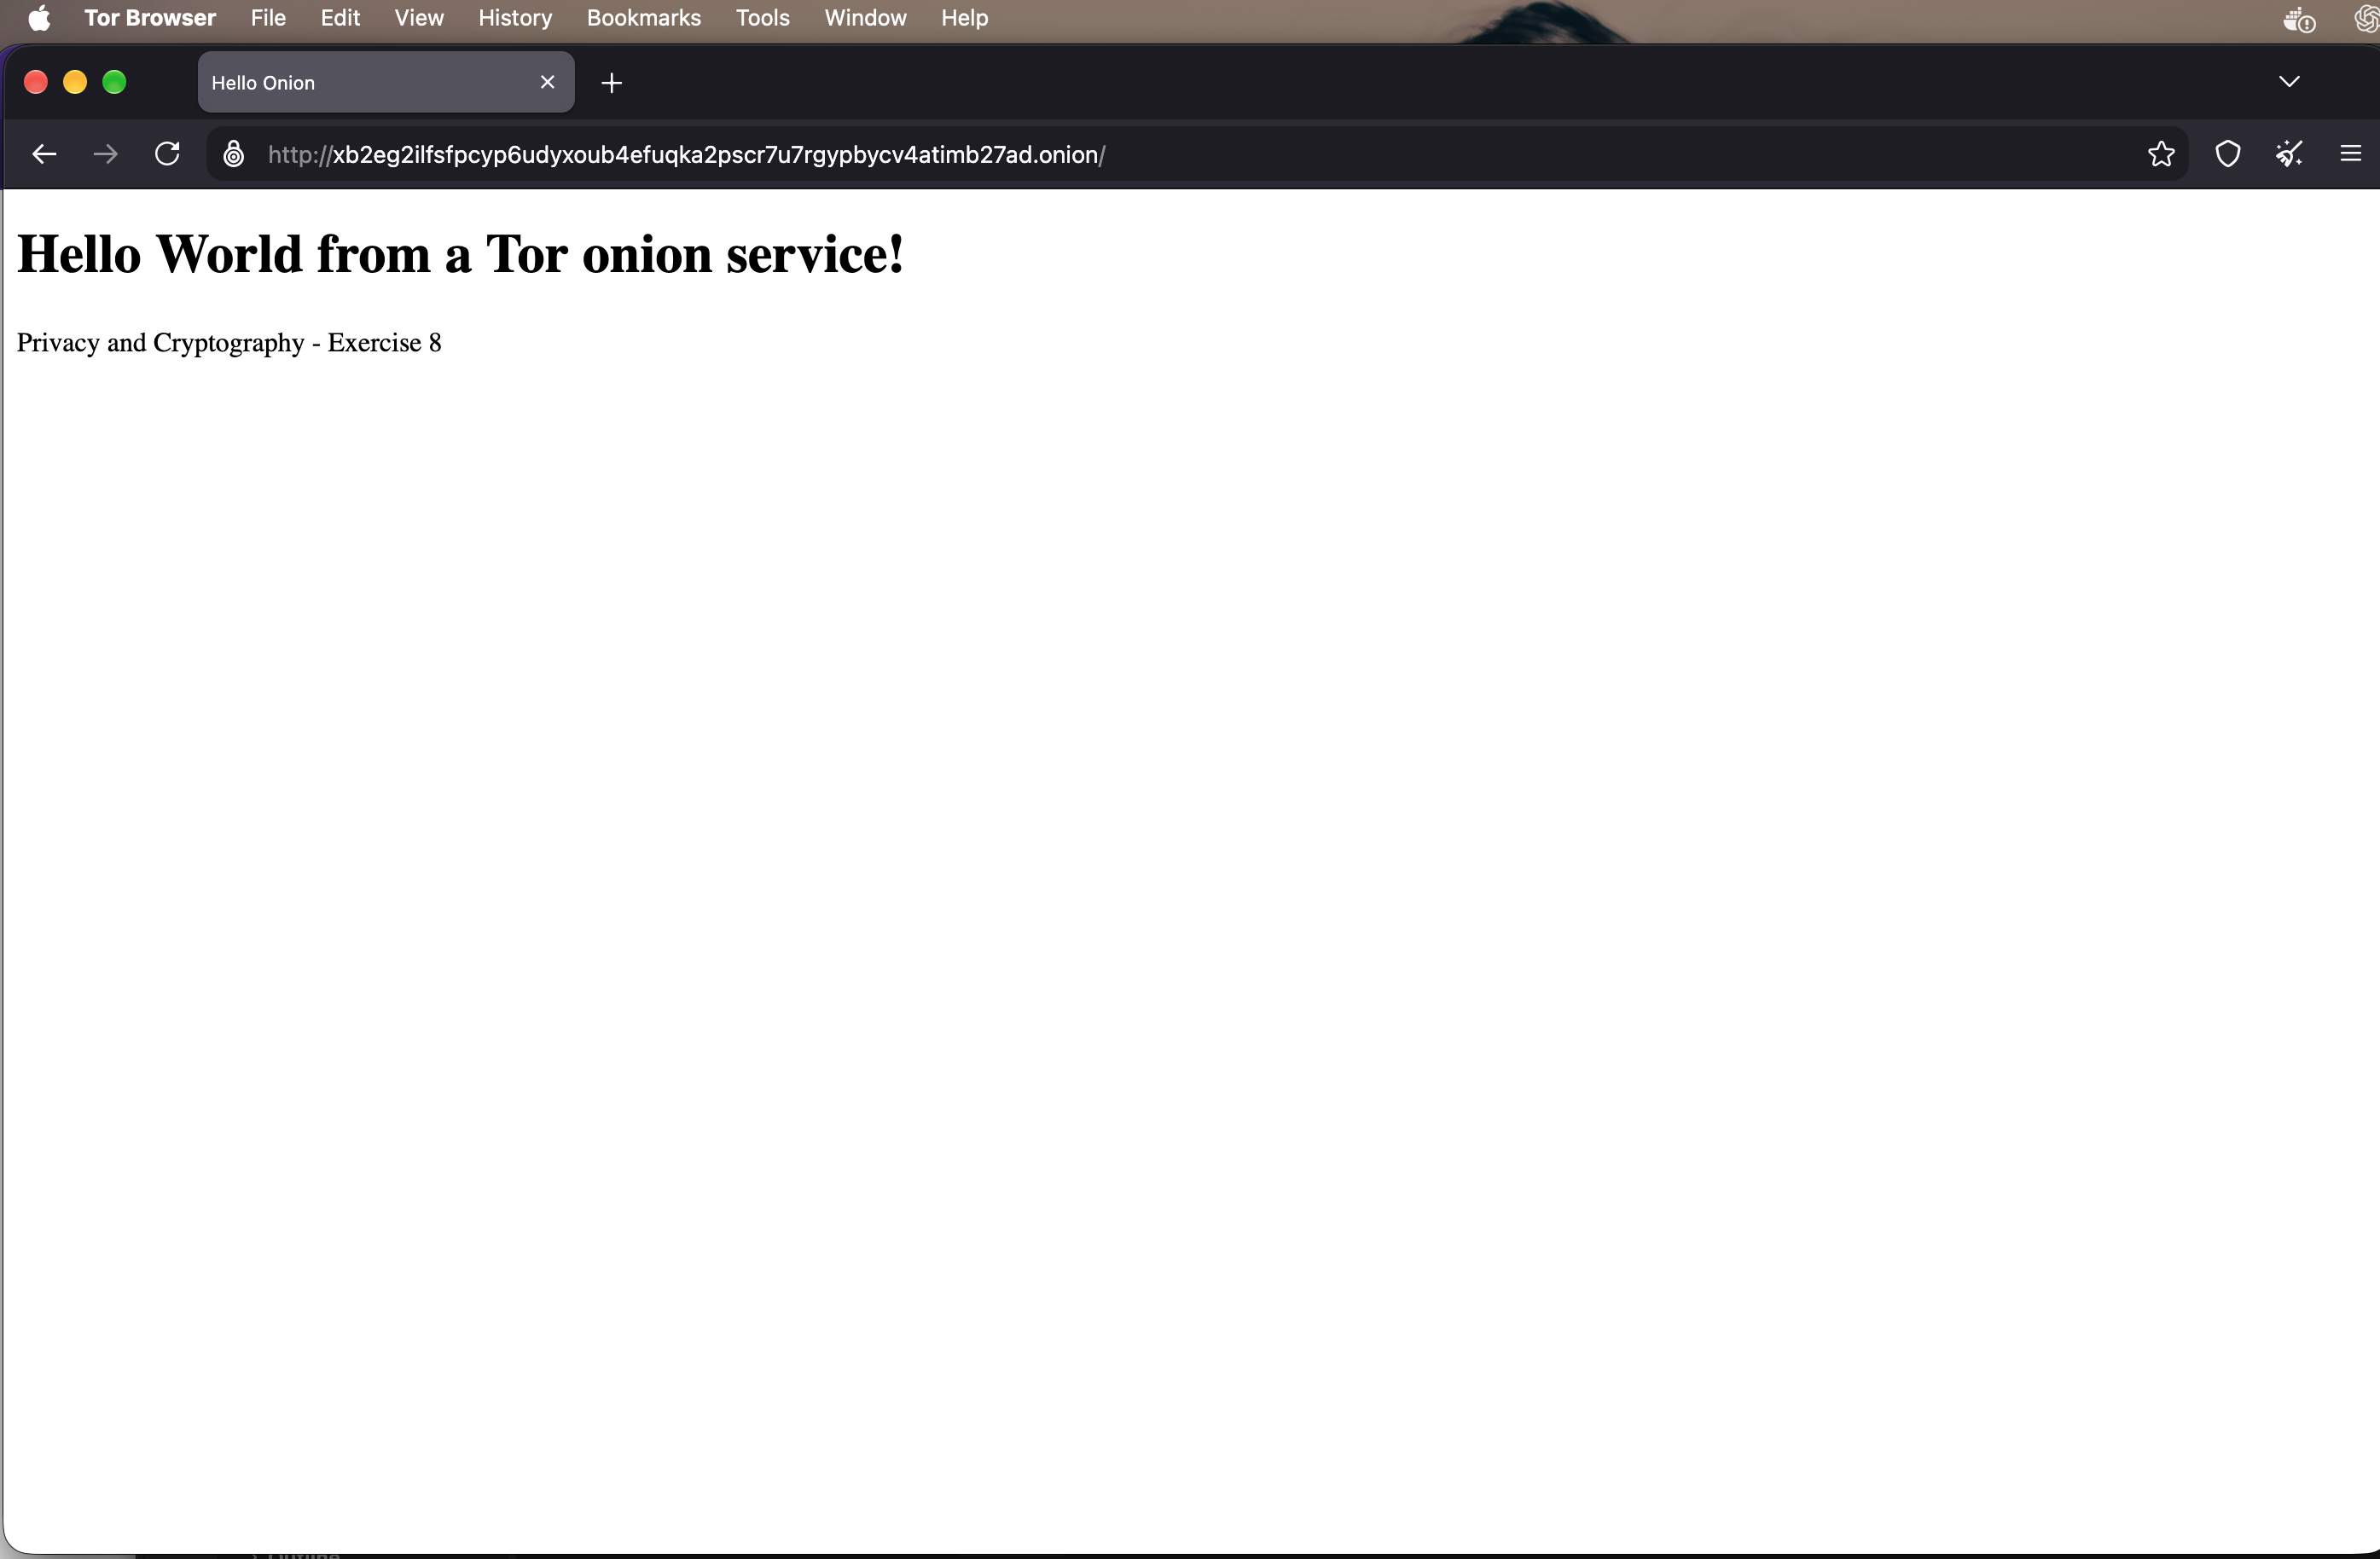 Tor Browser File Edit View History Bookmarks Tools Window Help
Hello Onion
http://xb2eg2ilfsfpcyp6udyxoub4efuqka2pscr7u7rgypbycv4atimb27ad.onion/
Hello World from a Tor onion service!
Privacy and Cryptography - Exercise 8